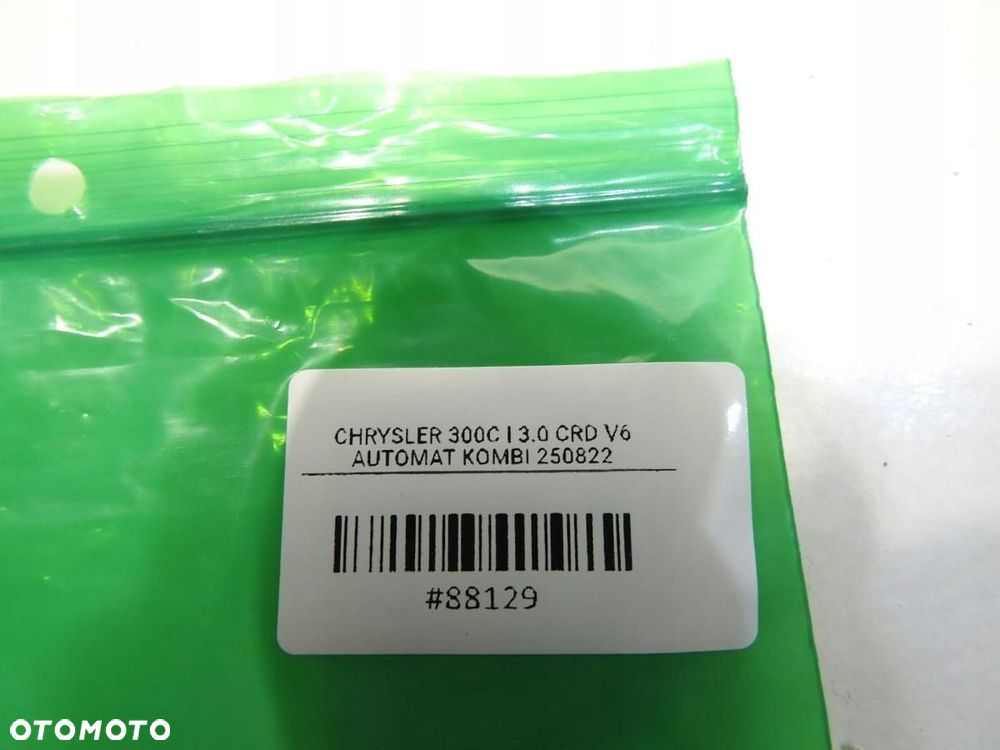 CHRYSLER 300C I 3.0 CRD V6
AUTOMAT KOMBI 250822
#88129
OTOMOTO